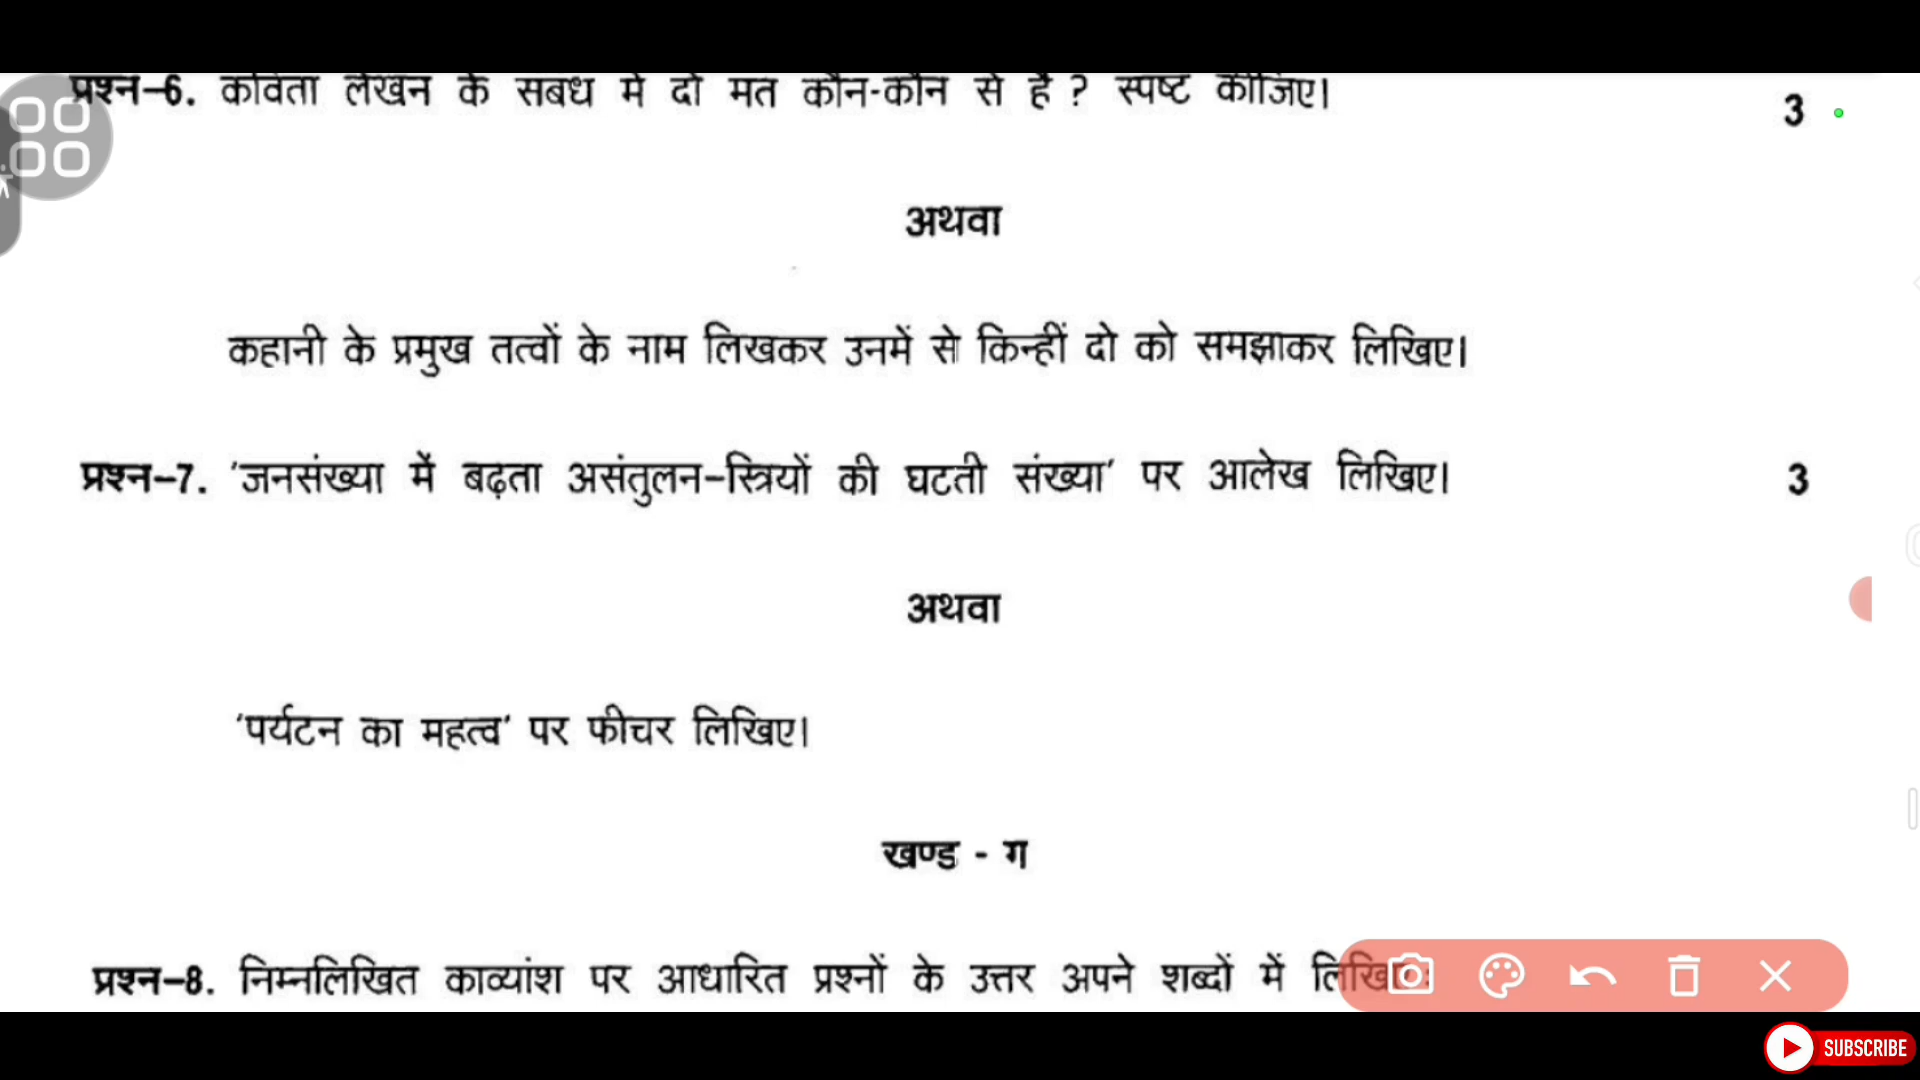 प्रश्न–6. कविता लेखन के संबंध में दो मत कौन-कौन से हैं ? स्पष्ट कीजिए। 3
अथवा
कहानी के प्रमुख तत्वों के नाम लिखकर उनमें से किन्हीं दो को समझाकर लिखिए।
प्रश्न–7. 'जनसंख्या में बढ़ता असंतुलन–स्त्रियों की घटती संख्या' पर आलेख लिखिए। 3
अथवा
'पर्यटन का महत्व' पर फीचर लिखिए।
खण्ड - ग
प्रश्न–8. निम्नलिखित काव्यांश पर आधारित प्रश्नों के उत्तर अपने शब्दों में लिखिए :
SUBSCRIBE